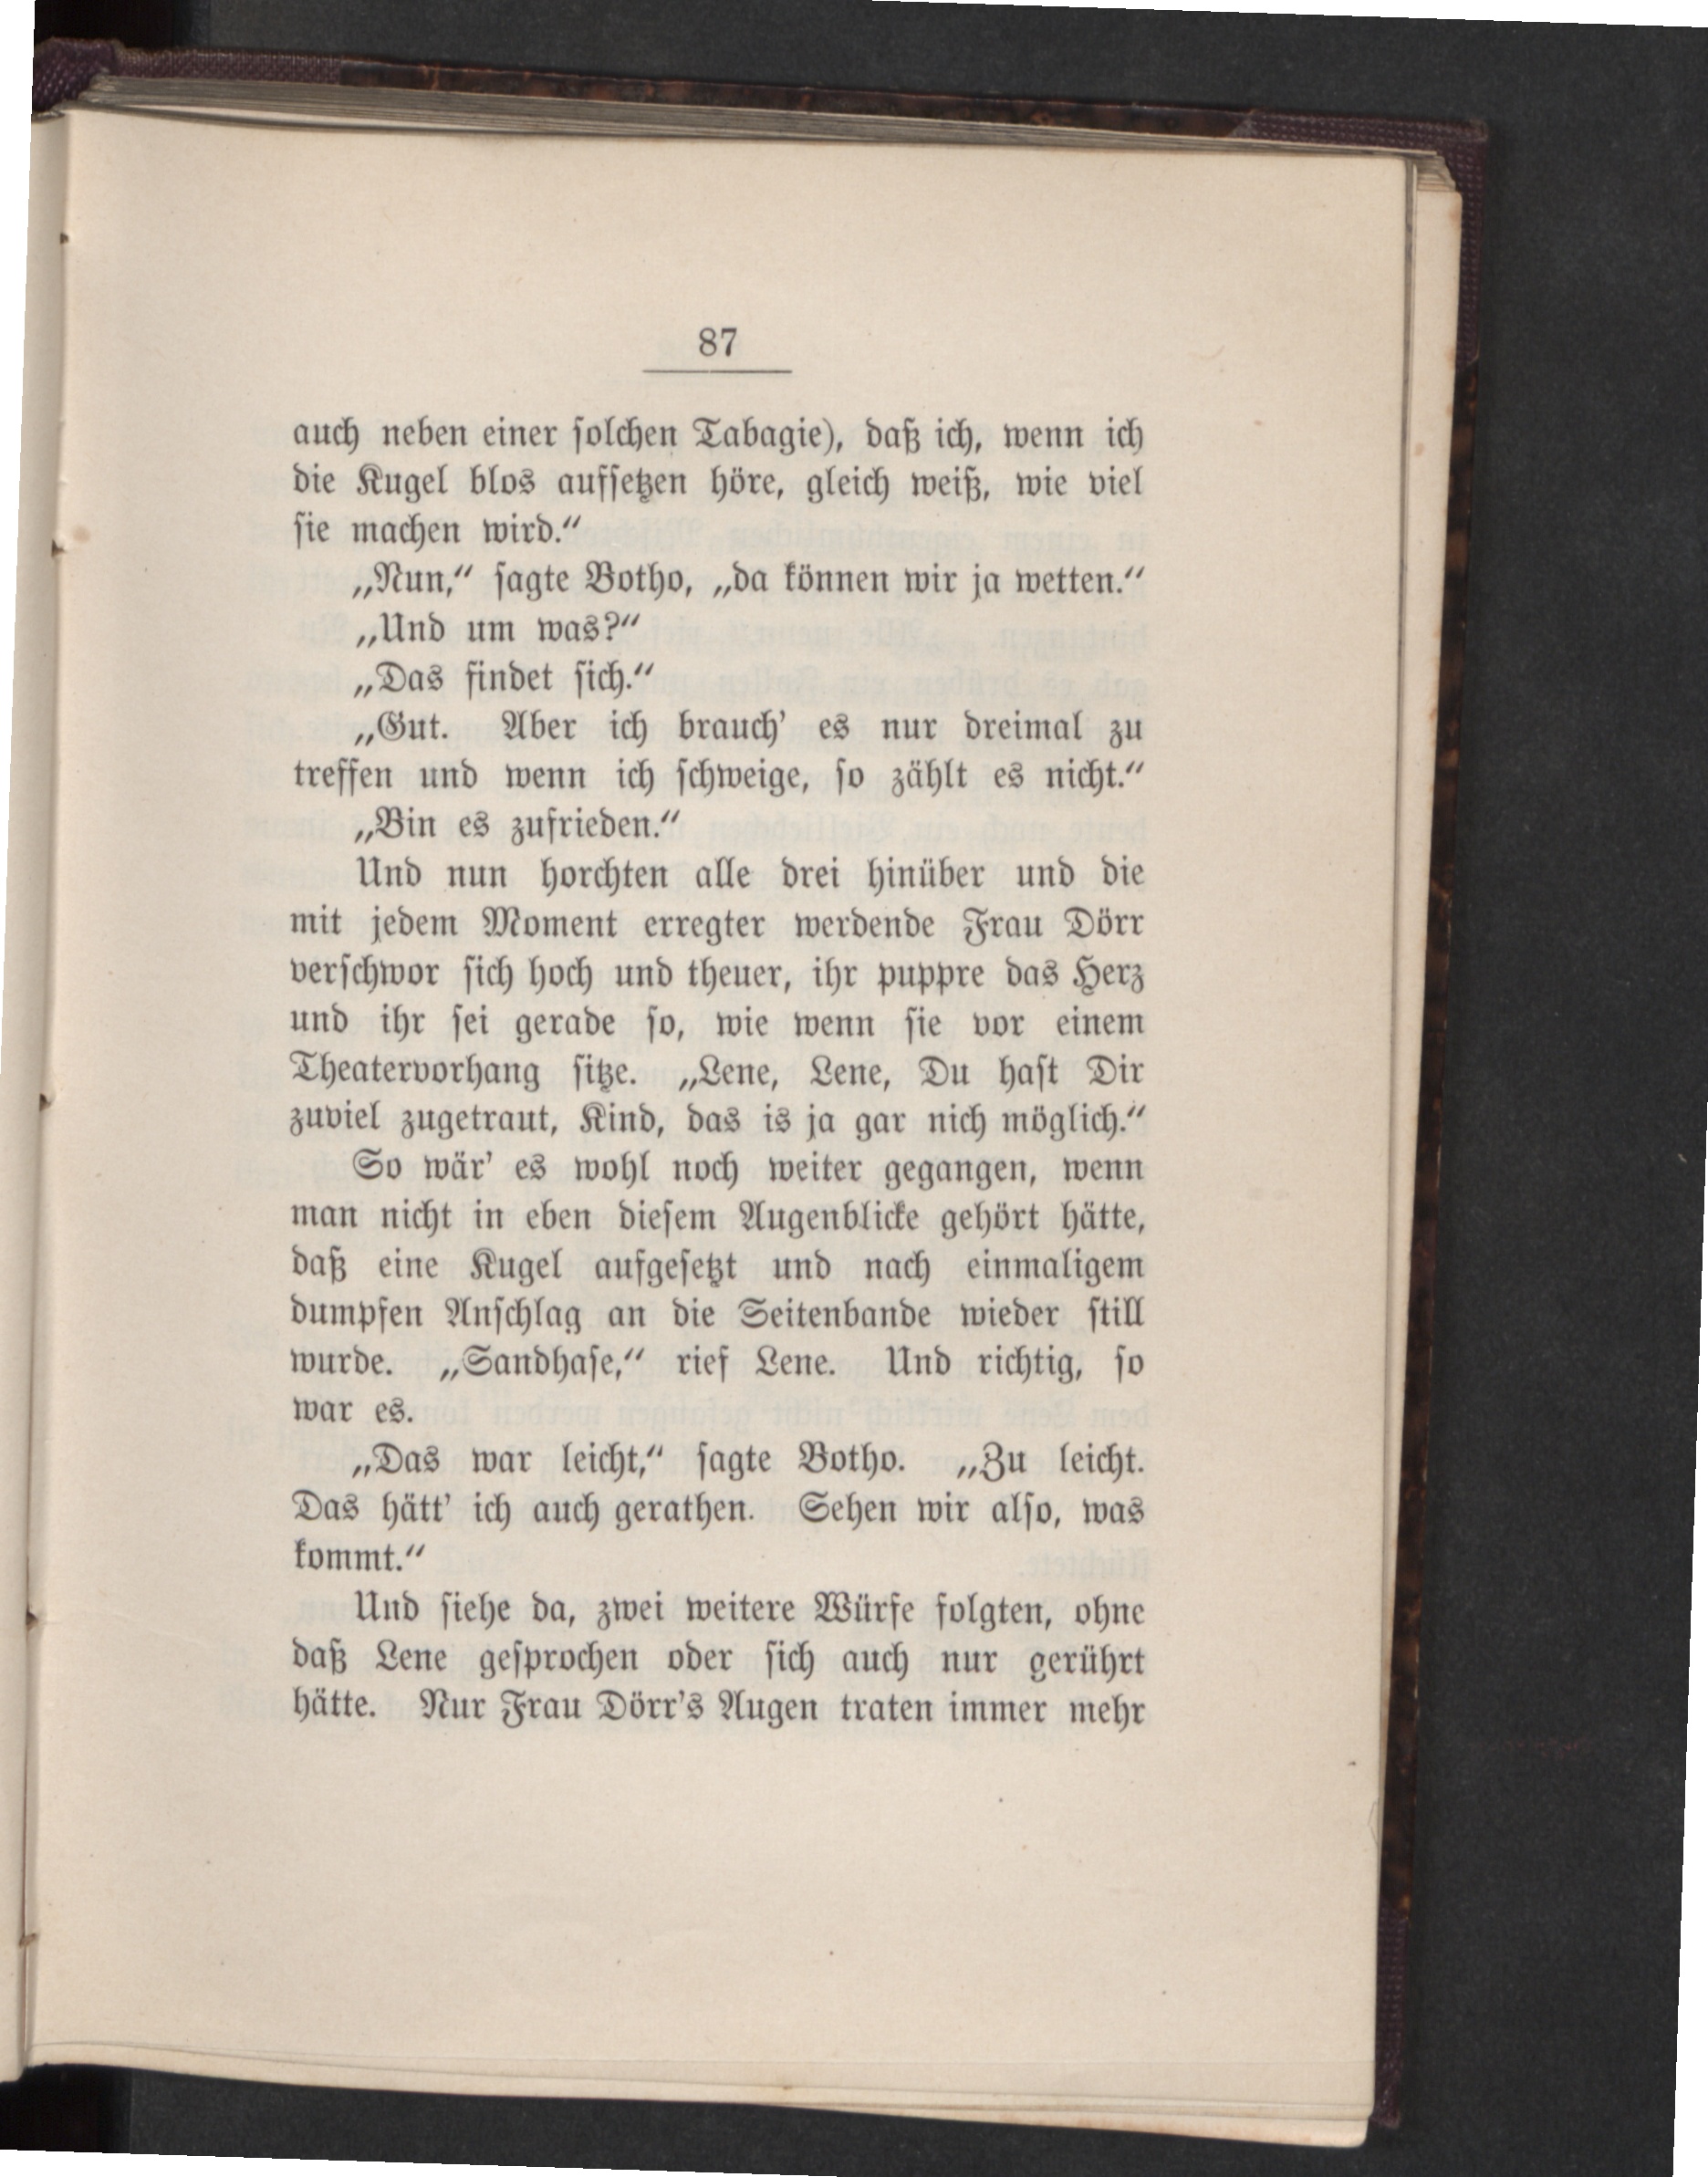 87
auch neben einer ſolchen Tabagie), daß ich, wenn ich
die Kugel blos aufſetzen höre, gleich weiß, wie viel
ſie machen wird.“
„Nun,“ ſagte Botho, „da können wir ja wetten.“
„Und um was?“
„Das findet ſich.“
„Gut. Aber ich brauch’ es nur dreimal zu
treffen und wenn ich ſchweige, ſo zählt es nicht.“
„Bin es zufrieden.“
Und nun horchten alle drei hinüber und die
mit jedem Moment erregter werdende Frau Dörr
verſchwor ſich hoch und theuer, ihr puppre das Herz
und ihr ſei gerade ſo, wie wenn ſie vor einem
Theatervorhang ſitze. „Lene, Lene, Du haſt Dir
zuviel zugetraut, Kind, das is ja gar nich möglich.“
So wär’ es wohl noch weiter gegangen, wenn
man nicht in eben dieſem Augenblicke gehört hätte,
daß eine Kugel aufgeſetzt und nach einmaligem
dumpfen Anſchlag an die Seitenbande wieder ſtill
wurde. „Sandhaſe,“ rief Lene. Und richtig, ſo
war es.
„Das war leicht,“ ſagte Botho. „Zu leicht.
Das hätt’ ich auch gerathen. Sehen wir alſo, was
kommt.“
Und ſiehe da, zwei weitere Würfe folgten, ohne
daß Lene geſprochen oder ſich auch nur gerührt
hätte. Nur Frau Dörr’s Augen traten immer mehr